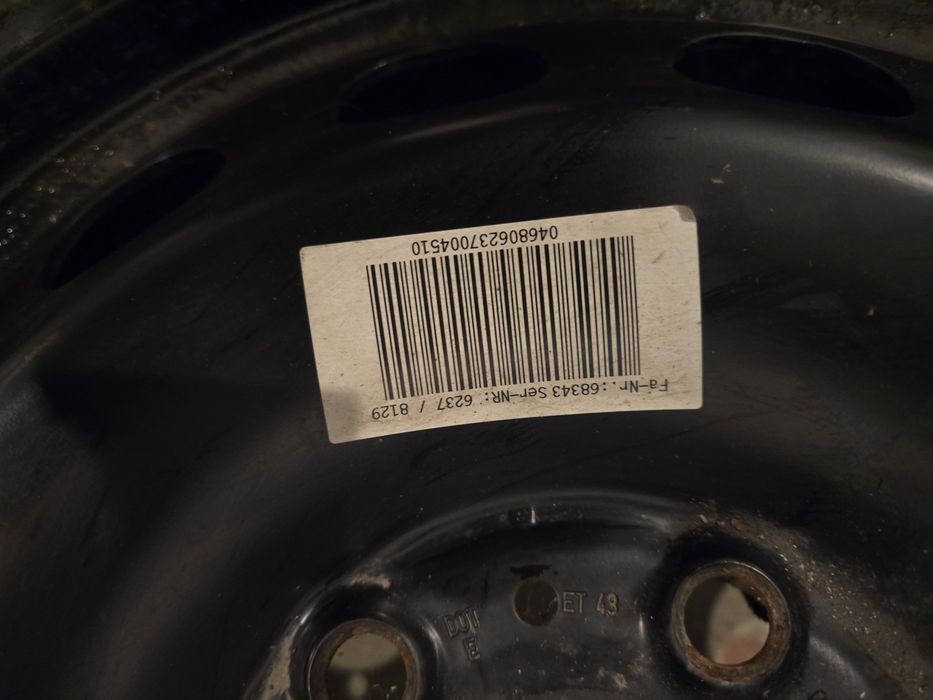 Fa-Nr.:68343 Ser-NR: 6237 / 8129
046806237004510
DOT
ET 43